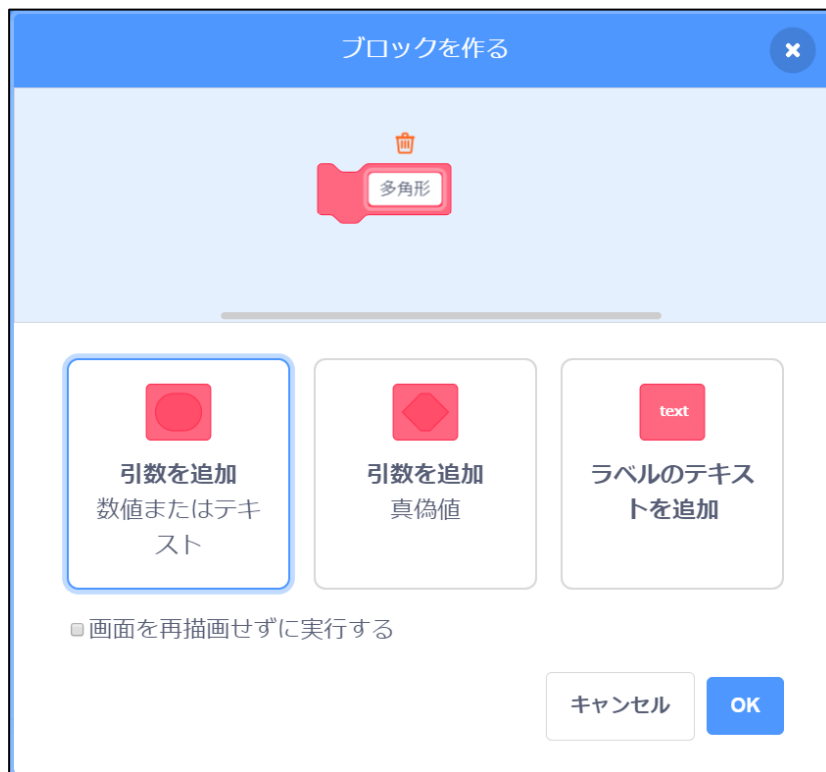 ブロックを作る
多角形
引数を追加
数値またはテキ
スト
引数を追加
真偽値
text
ラベルのテキス
トを追加
画面を再描画せずに実行する
キャンセル
OK